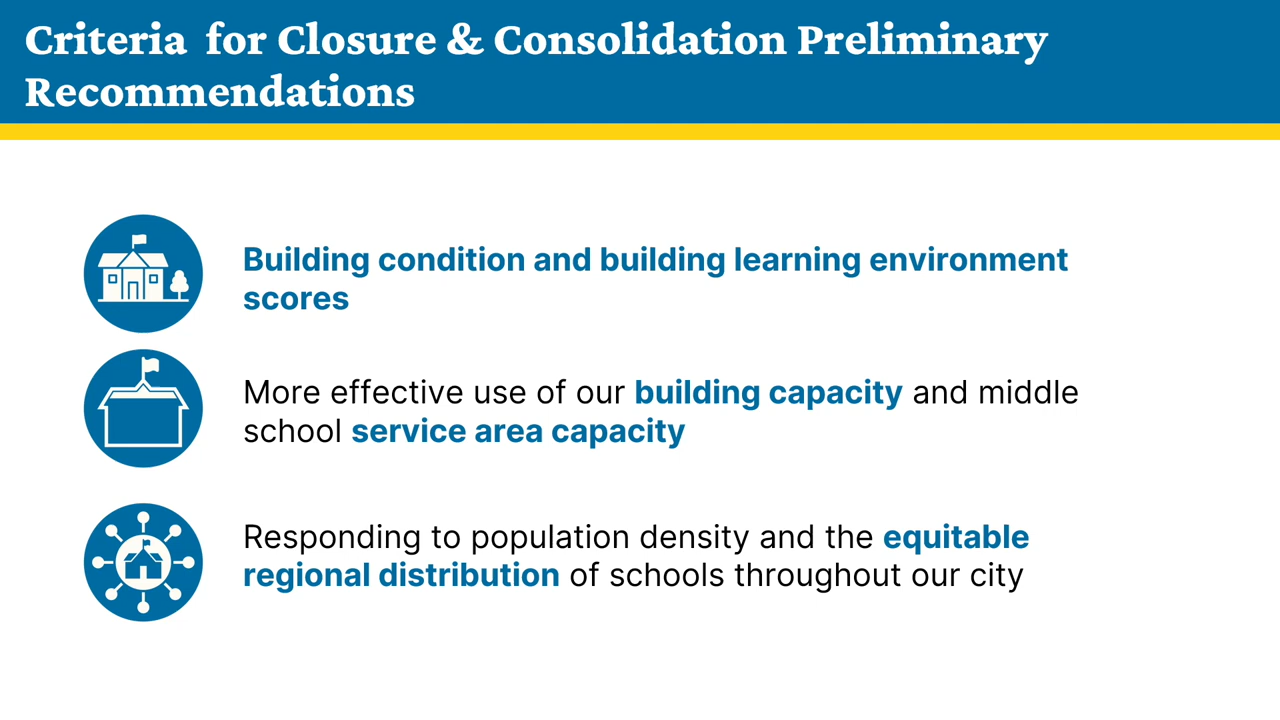 Criteria  for Closure & Consolidation Preliminary
Recommendations
Building condition and building learning environment
scores
More effective use of our building capacity and middle
school service area capacity
Responding to population density and the equitable
regional distribution of schools throughout our city